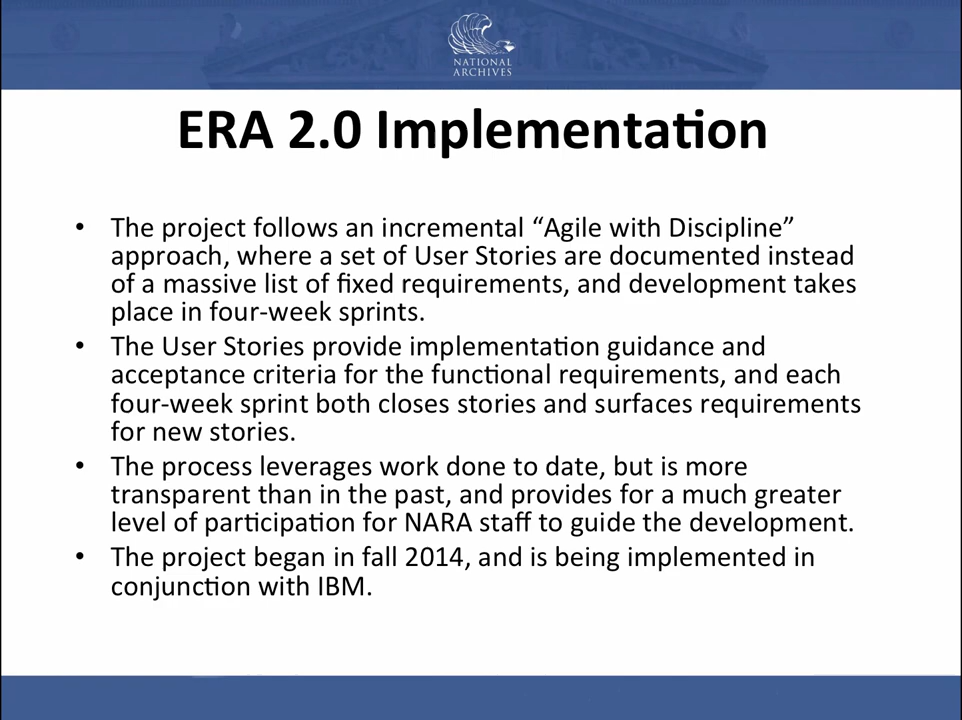 NATIONAL
ARCHIVES
ERA 2.0 Implementation
• The project follows an incremental “Agile with Discipline”
approach, where a set of User Stories are documented instead
of a massive list of fixed requirements, and development takes
place in four-week sprints.
• The User Stories provide implementation guidance and
acceptance criteria for the functional requirements, and each
four-week sprint both closes stories and surfaces requirements
for new stories.
• The process leverages work done to date, but is more
transparent than in the past, and provides for a much greater
level of participation for NARA staff to guide the development.
• The project began in fall 2014, and is being implemented in
conjunction with IBM.